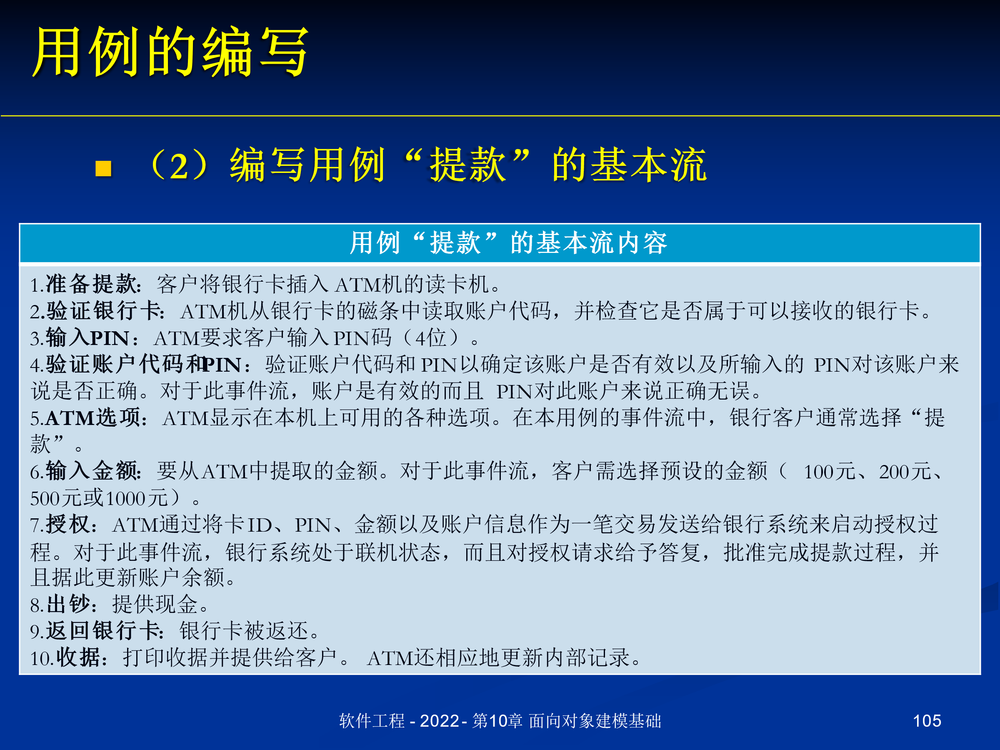 用例的编写
（2）编写用例“提款”的基本流
用例“提款”的基本流内容
1.准备提款：客户将银行卡插入ATM机的读卡机。
2.验证银行卡：ATM机从银行卡的磁条中读取账户代码，并检查它是否属于可以接收的银行卡。
3.输入PIN：ATM要求客户输入PIN码（4位）。
4.验证账户代码和PIN：验证账户代码和PIN以确定该账户是否有效以及所输入的PIN对该账户来
说是否正确。对于此事件流，账户是有效的而且PIN对此账户来说正确无误。
5.ATM选项：ATM显示在本机上可用的各种选项。在本用例的事件流中，银行客户通常选择“提
款”。
6.输入金额：要从ATM中提取的金额。对于此事件流，客户需选择预设的金额（100元、200元、
500元或1000元）。
7.授权：ATM通过将卡ID、PIN、金额以及账户信息作为一笔交易发送给银行系统来启动授权过
程。对于此事件流，银行系统处于联机状态，而且对授权请求给予答复，批准完成提款过程，并
且据此更新账户余额。
8.出钞：提供现金。
9.返回银行卡：银行卡被返还。
10.收据：打印收据并提供给客户。ATM还相应地更新内部记录。
软件工程 - 2022 - 第10章 面向对象建模基础
105